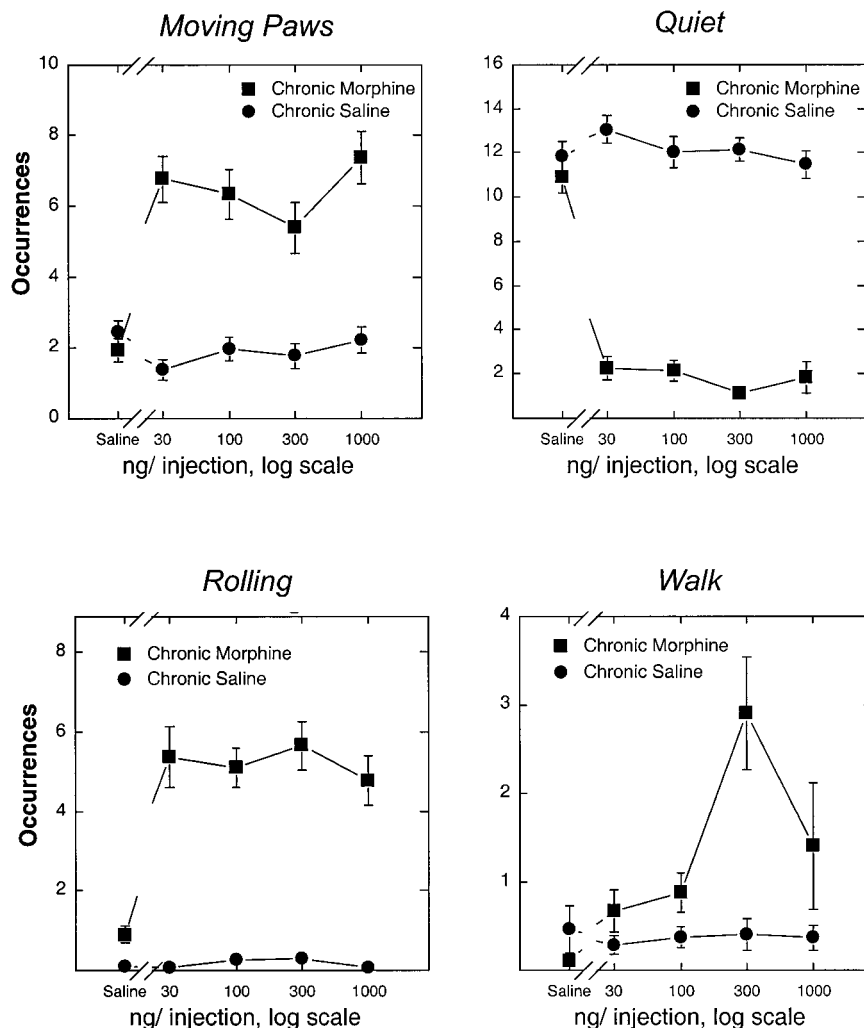 Moving Paws
10
8
6
4
2
0
Occurrences
Chronic Morphine
Chronic Saline
Saline 30 100 300 1000
ng/ injection, log scale
Quiet
16
14
12
10
8
6
4
2
Chronic Morphine
Chronic Saline
Saline 30 100 300 1000
ng/ injection, log scale
Rolling
8
6
4
2
Occurrences
Chronic Morphine
Chronic Saline
Saline 30 100 300 1000
ng/ injection, log scale
Walk
4
3
2
1
Chronic Morphine
Chronic Saline
Saline 30 100 300 1000
ng/ injection, log scale